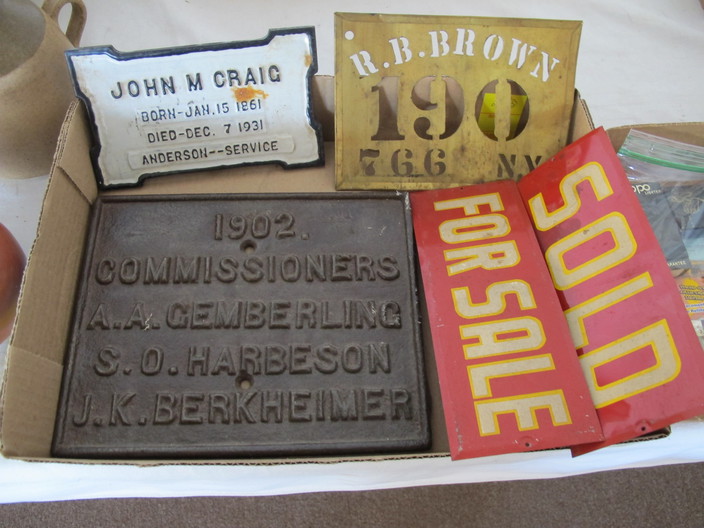 JOHN M CRAIG
BORN-JAN. 15 1861
DIED-DEC. 7 1931
ANDERSON--SERVICE
R.B.BROWN
190
766 N.Y.
1902.
COMMISSIONERS
A.A.GEMBERLING
S.O.HARBESON
J.K.BERKHEIMER
FOR SALE
SOLD